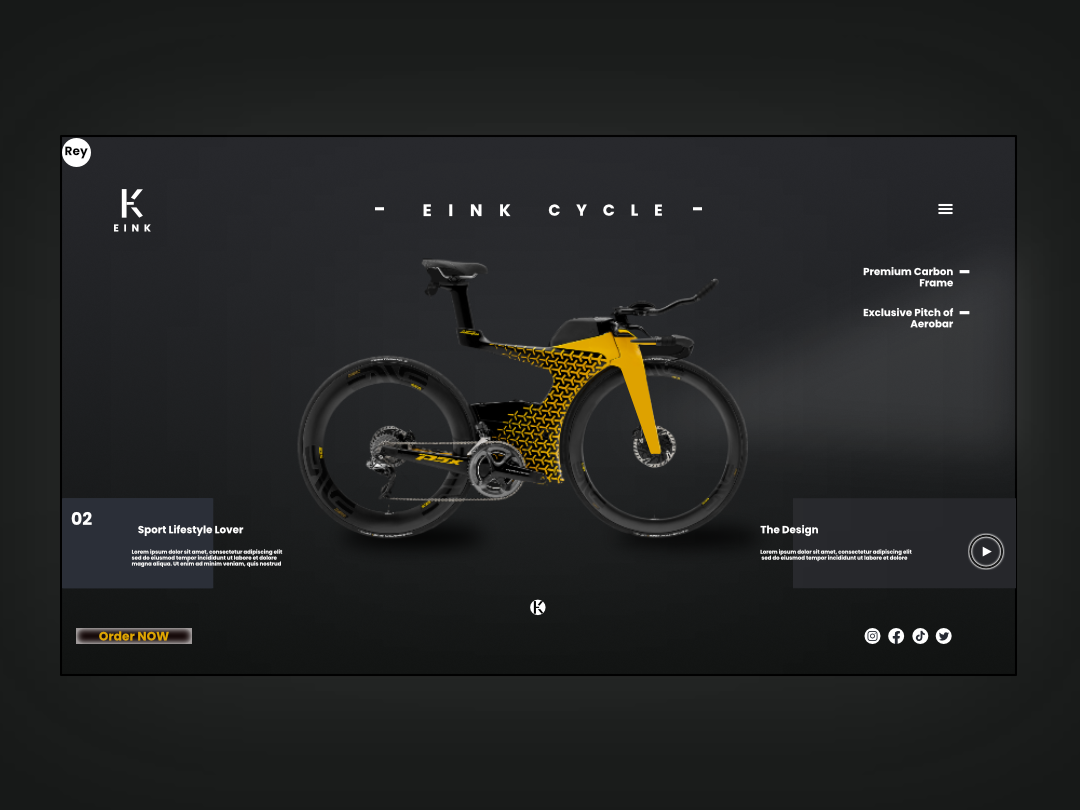 Rey
EINK
- EINK CYCLE -
Premium Carbon
Frame
Exclusive Pitch of
Aerobar
P5X
02
Sport Lifestyle Lover
Lorem ipsum dolor sit amet, consectetur adipiscing elit
sed do eiusmod tempor incididunt ut labore et dolore
magna aliqua. Ut enim ad minim veniam, quis nostrud
The Design
Lorem ipsum dolor sit amet, consectetur adipiscing elit
sed do eiusmod tempor incididunt ut labore et dolore
Order NOW